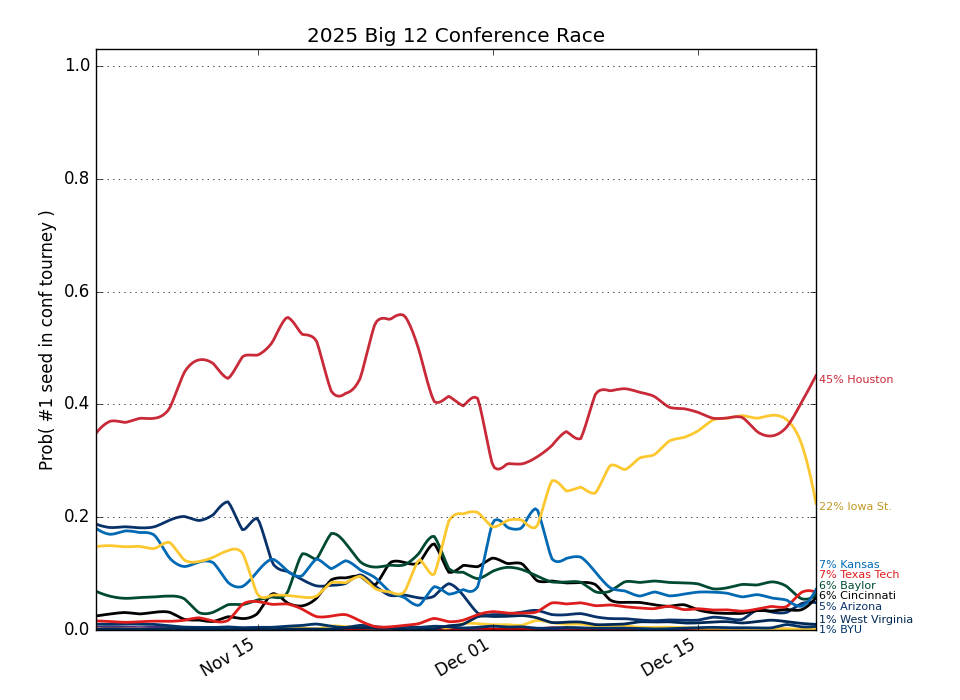 2025 Big 12 Conference Race
Prob( #1 seed in conf tourney )
1.0
0.8
0.6
0.4
0.2
0.0
Nov 15
Dec 01
Dec 15
45% Houston
22% Iowa St.
7% Kansas
7% Texas Tech
6% Baylor
6% Cincinnati
5% Arizona
1% West Virginia
1% BYU